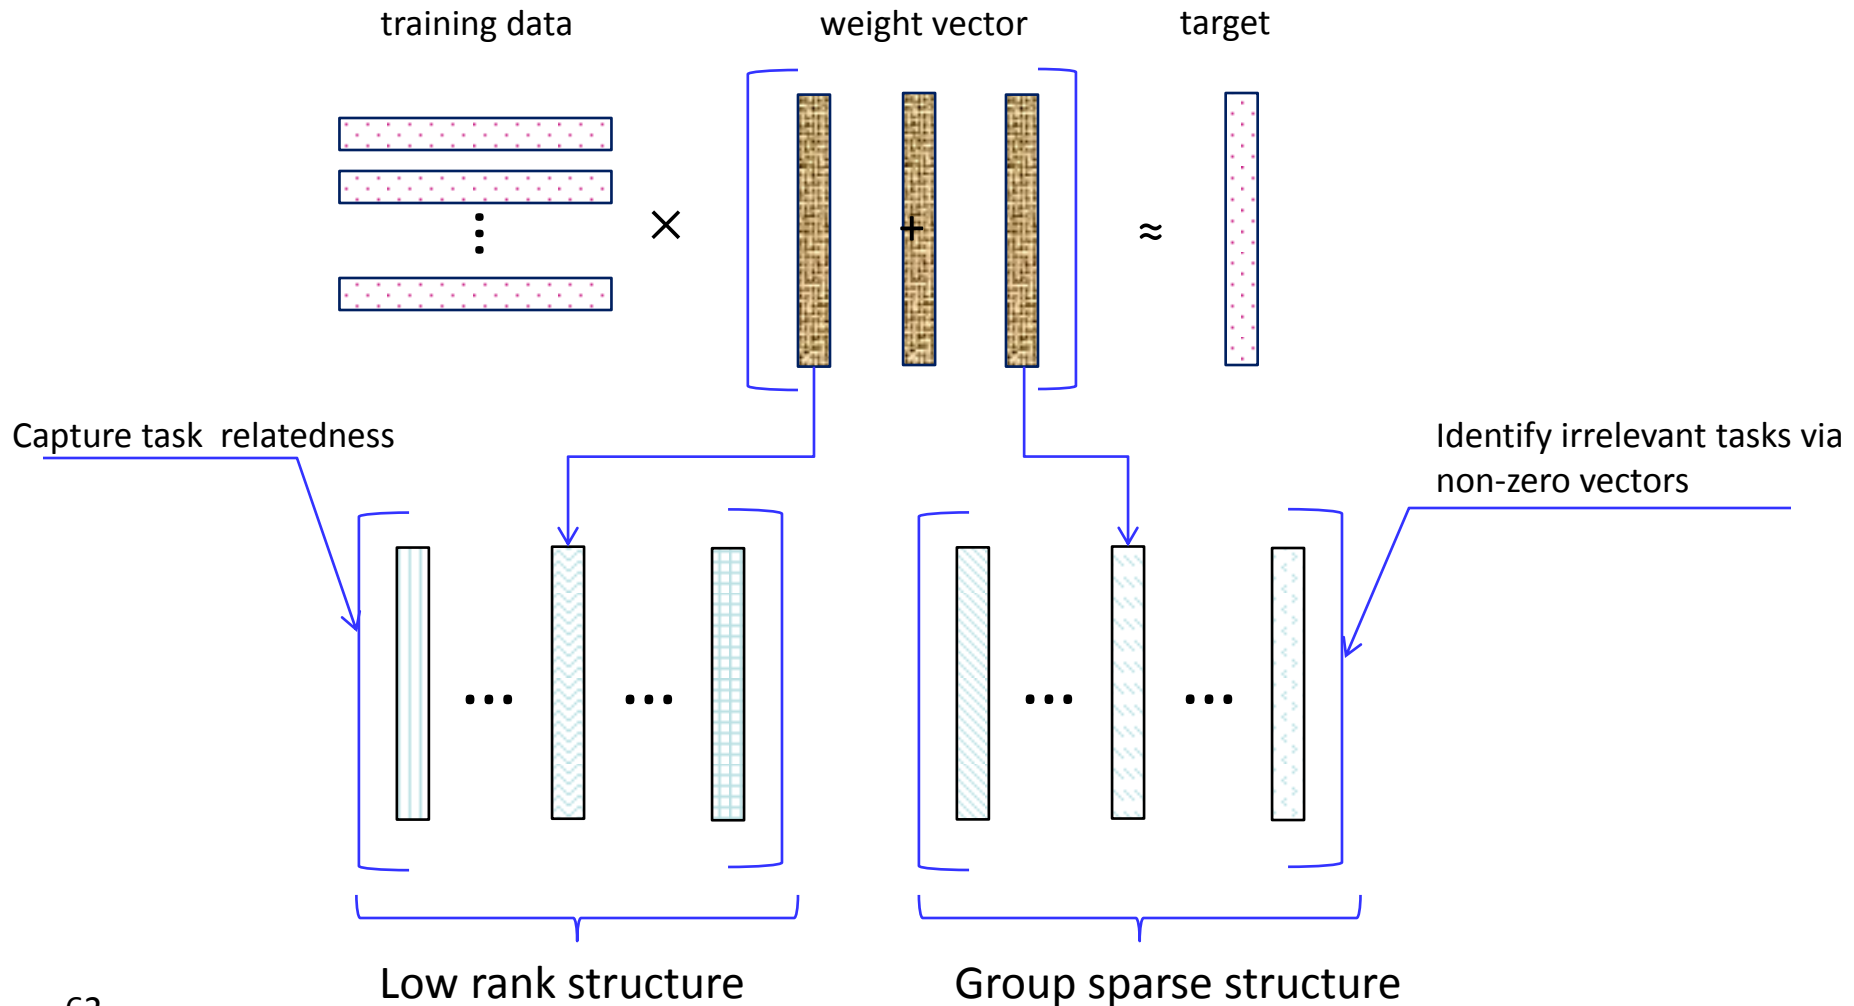 training data
weight vector
target
×
+
≈
Capture task relatedness
Identify irrelevant tasks via
non-zero vectors
Low rank structure
Group sparse structure